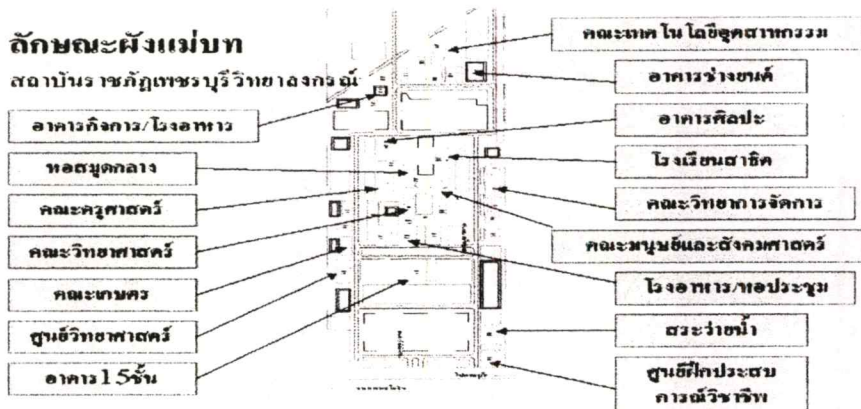 ลักษณะผังแม่บท
สถาบันราชภัฏเพชรบุรีวิทยาลงกรณ์
อาคารกิจการ/โรงอาหาร
หอสมุดกลาง
คณะครุศาสตร์
คณะวิทยาศาสตร์
คณะเกษตร
ศูนย์วิทยาศาสตร์
อาคาร15ชั้น
คณะเทคโนโลยีอุตสาหกรรม
อาคารช่างยนต์
อาคารศิลปะ
โรงเรียนสาธิต
คณะวิทยาการจัดการ
คณะมนุษย์และสังคมศาสตร์
โรงอาหาร/หอประชุม
สระว่ายน้ำ
ศูนย์ฝึกประสบ
การณ์วิชาชีพ